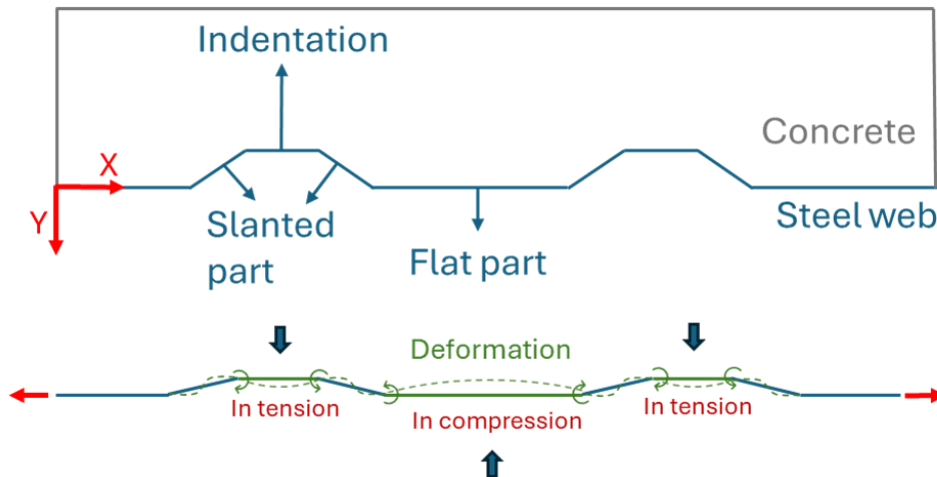 Indentation
Concrete
X
Y
Slanted
part
Flat part
Steel web
Deformation
In tension
In compression
In tension